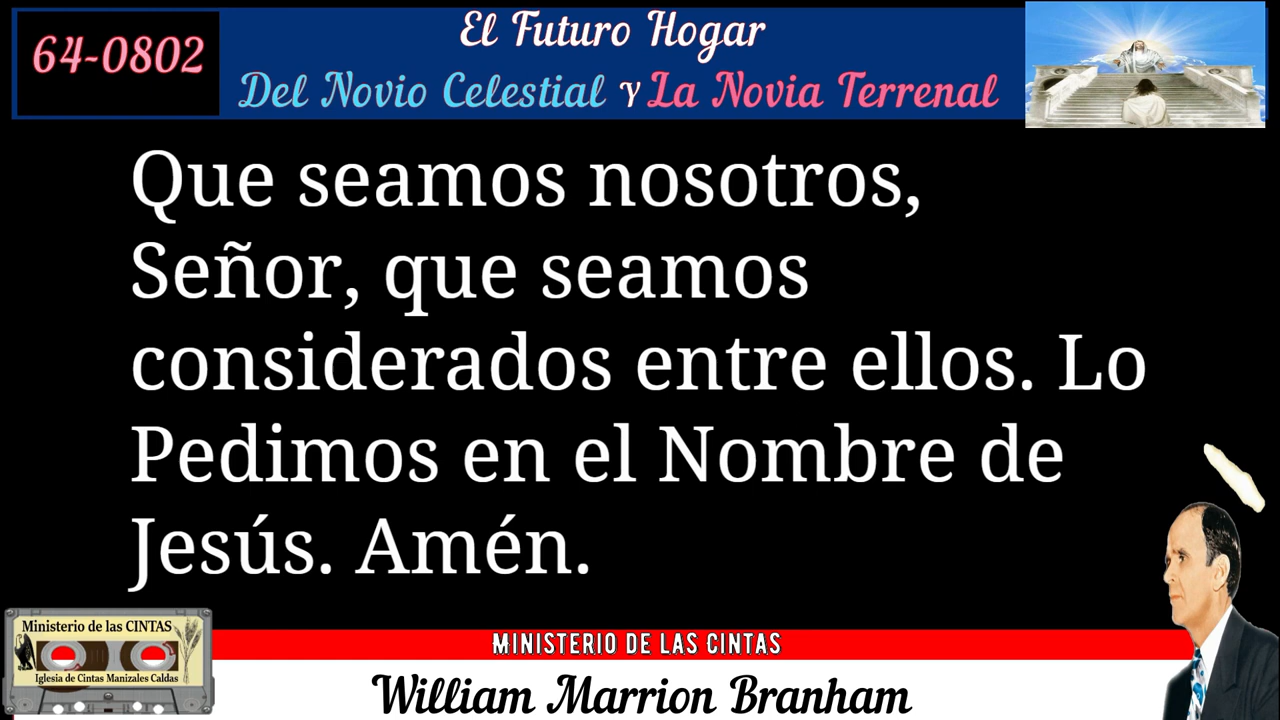 64-0802
El Futuro Hogar
Del Novio Celestial Y La Novia Terrenal
Que seamos nosotros,
Señor, que seamos
considerados entre ellos. Lo
Pedimos en el Nombre de
Jesús. Amén.
Ministerio de las CINTAS
Iglesia de Cintas Manizales Caldas
MINISTERIO DE LAS CINTAS
William Marrion Branham